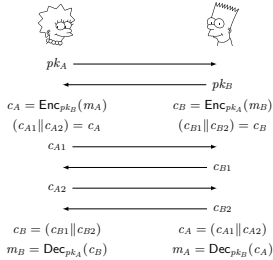 pk_A
pk_B
c_A = Enc_{pk_B}(m_A) c_B = Enc_{pk_A}(m_B)
(c_{A1}‖c_{A2}) = c_A (c_{B1}‖c_{B2}) = c_B
c_{A1}
c_{B1}
c_{A2}
c_{B2}
c_B = (c_{B1}‖c_{B2}) c_A = (c_{A1}‖c_{A2})
m_B = Dec_{pk_A}(c_B) m_A = Dec_{pk_B}(c_A)